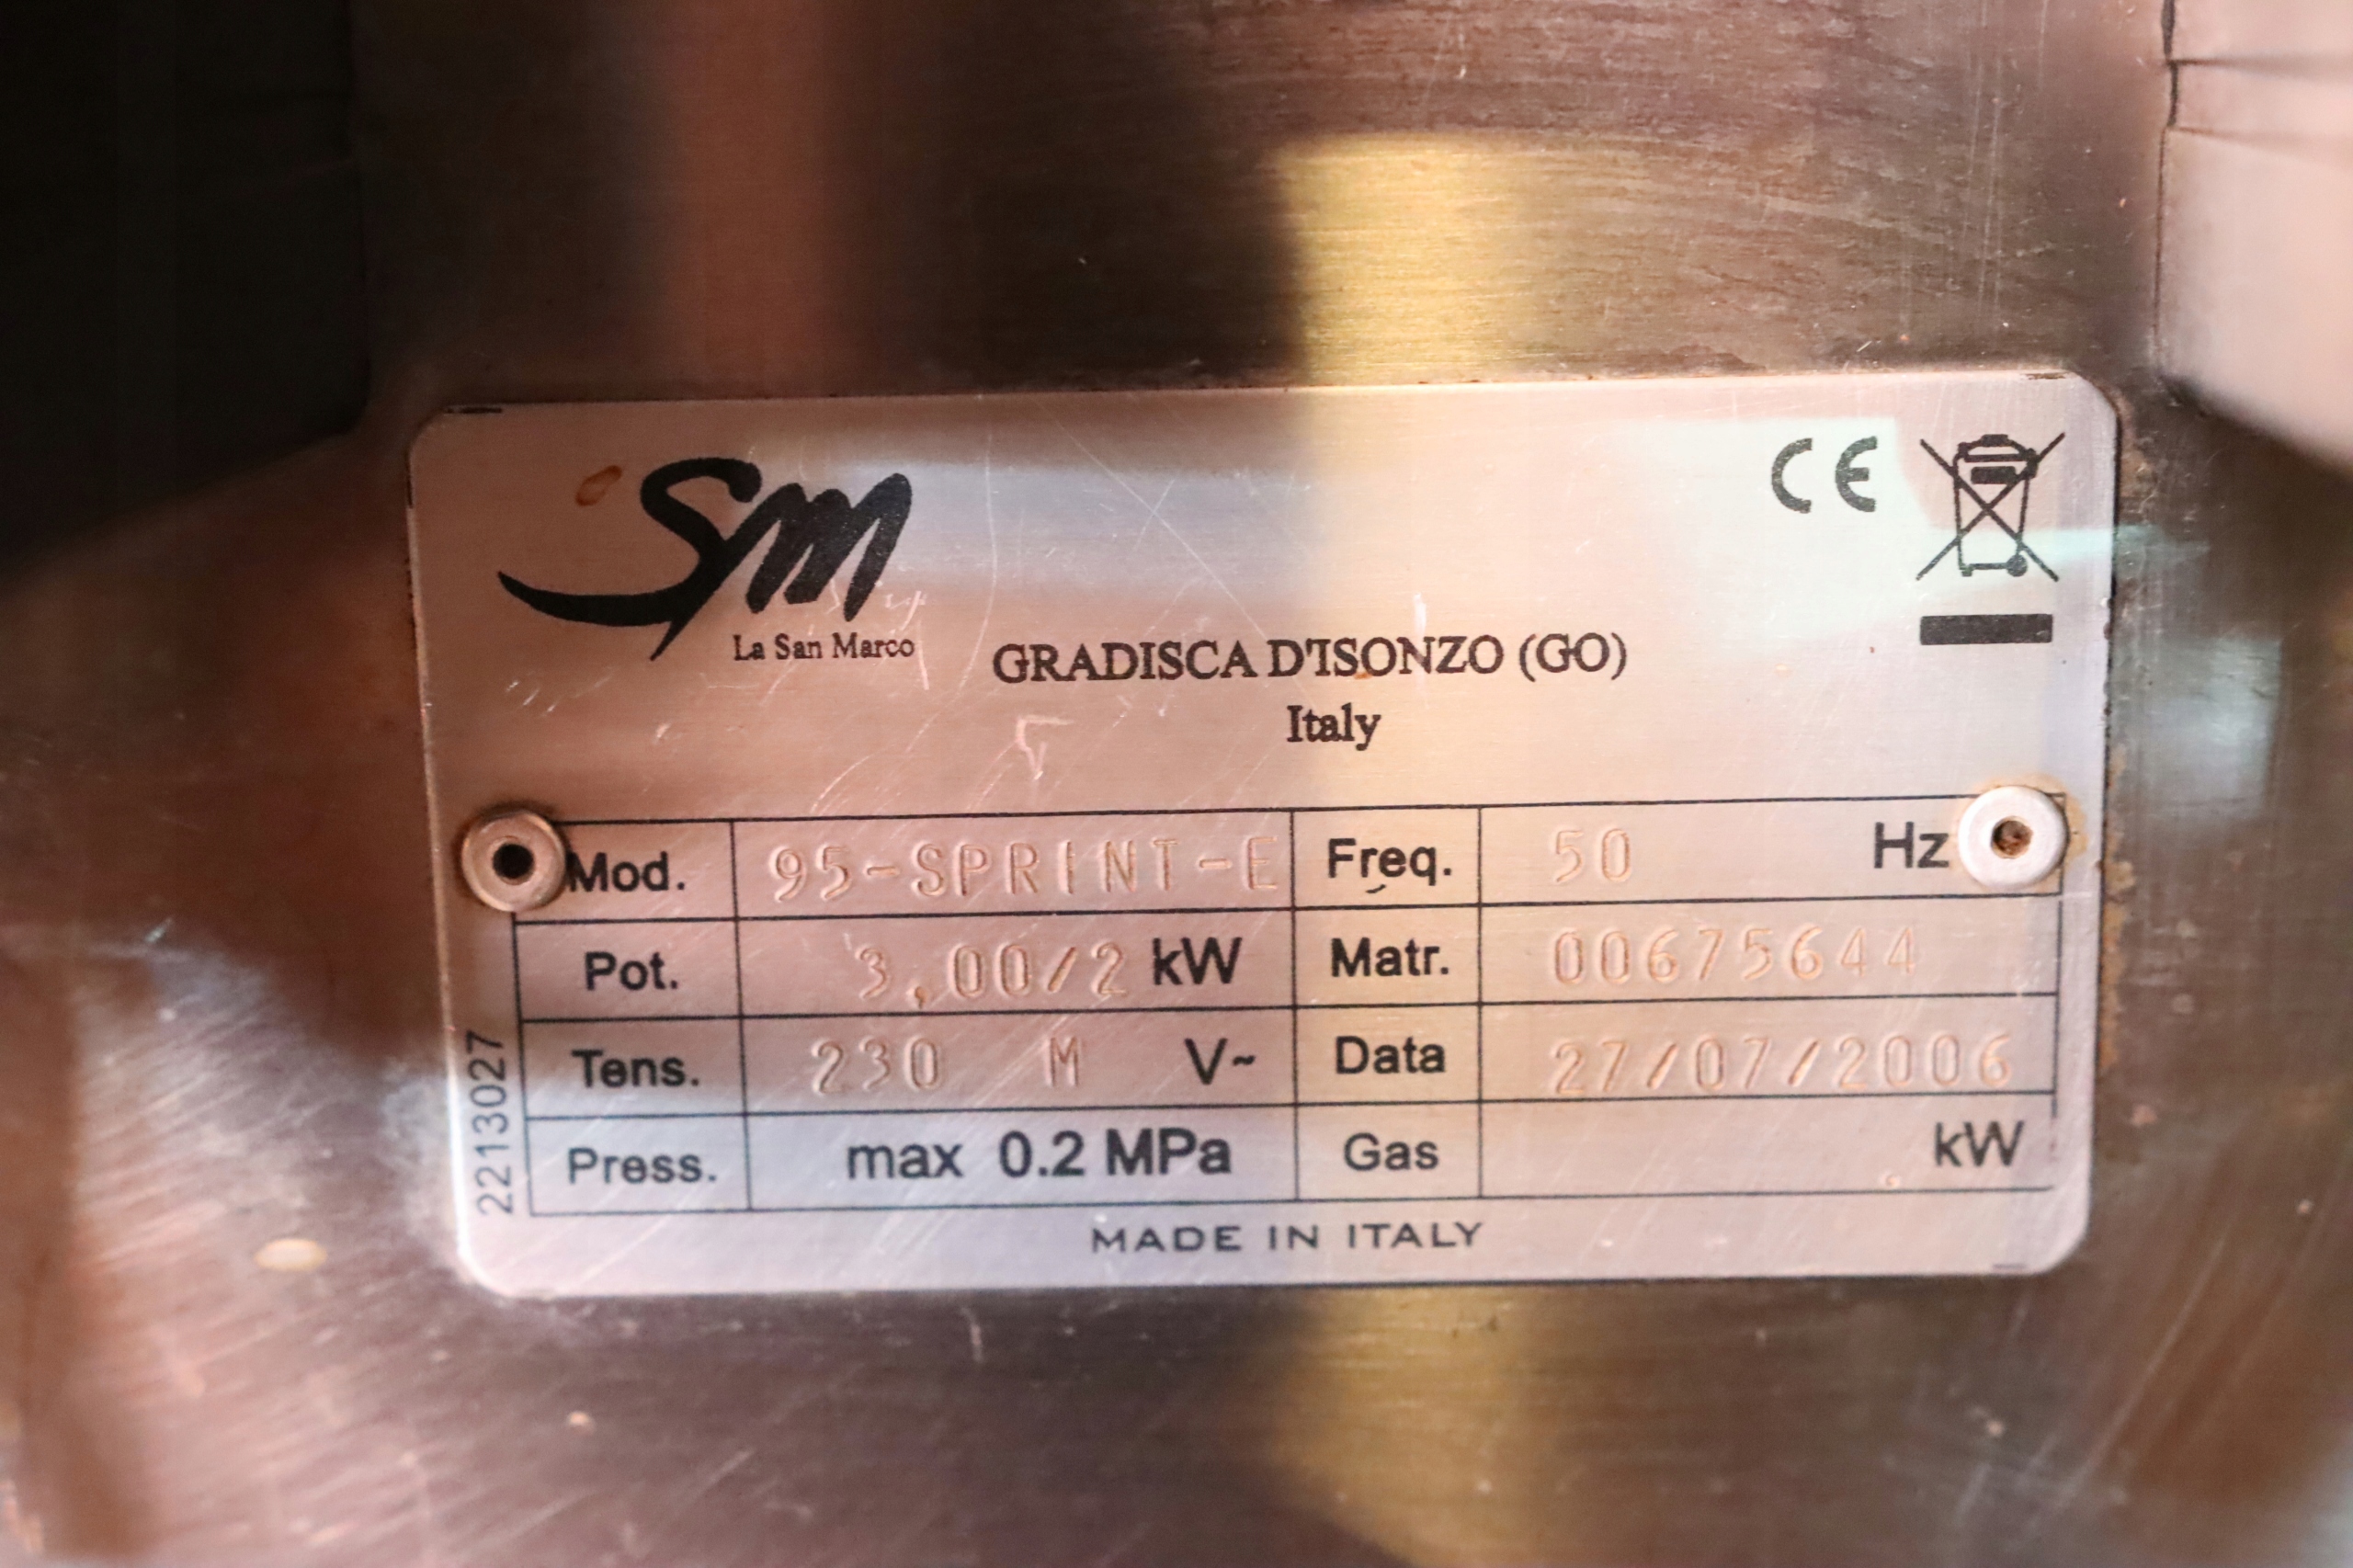 SM
La San Marco
CE
GRADISCA D'ISONZO (GO)
Italy
Mod. 95-SPRINT-E Freq. 50 Hz
Pot. 3,00/2 kW Matr. 00675644
Tens. 230 M V~ Data 27/07/2006
Press. max 0.2 MPa Gas kW
2213027
MADE IN ITALY